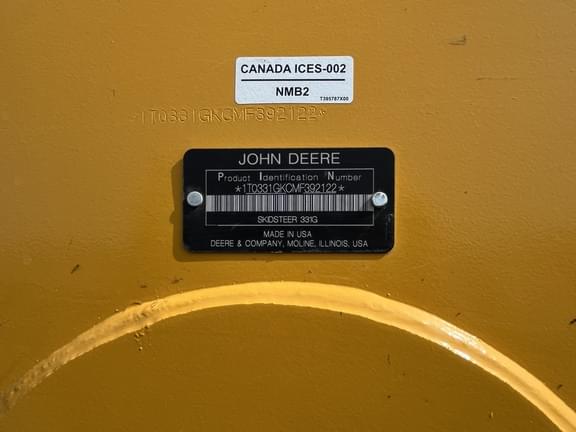 CANADA ICES-002
NMB2
T395787X00
*1T0331GKCMF392122*
JOHN DEERE
Product Identification Number
*1T0331GKCMF392122*
SKIDSTEER 331G
MADE IN USA
DEERE & COMPANY, MOLINE, ILLINOIS, USA